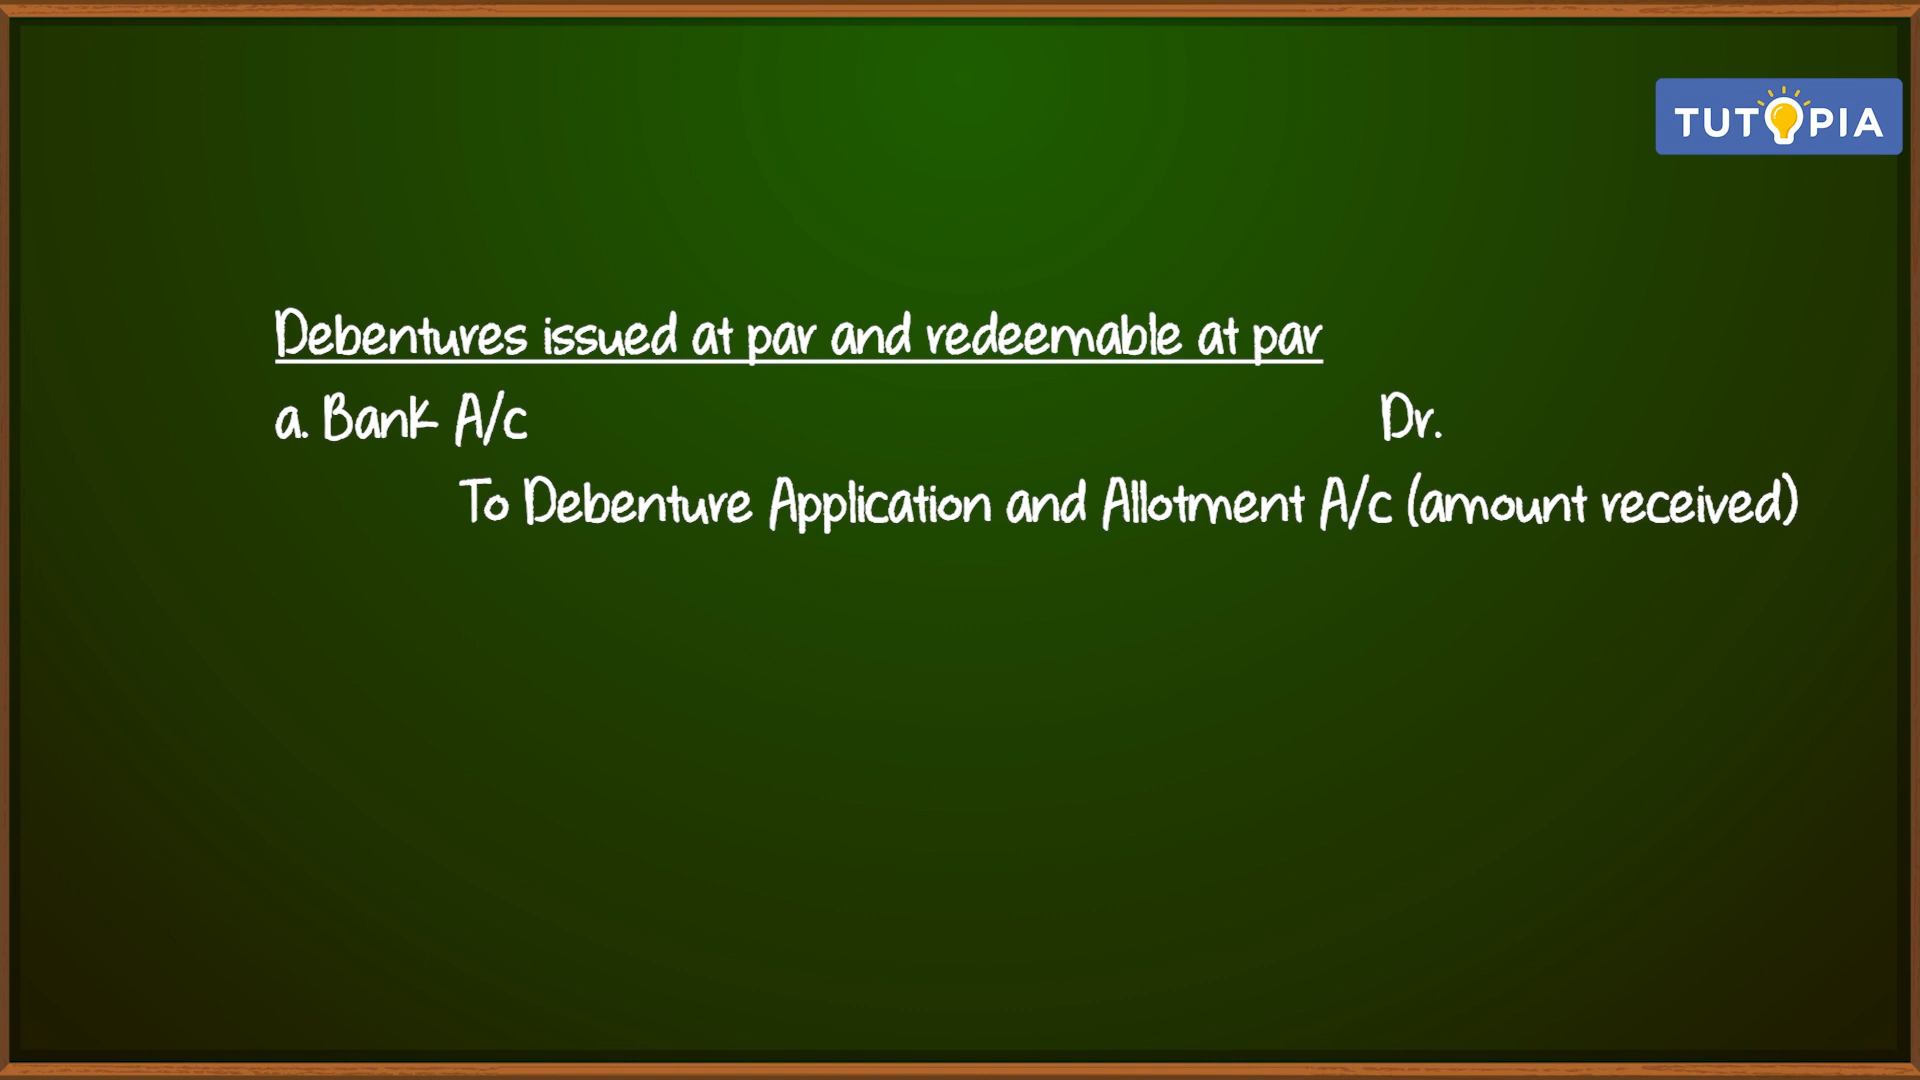 TUTOPIA
Debentures issued at par and redeemable at par
a. Bank A/c Dr.
To Debenture Application and Allotment A/c (amount received)